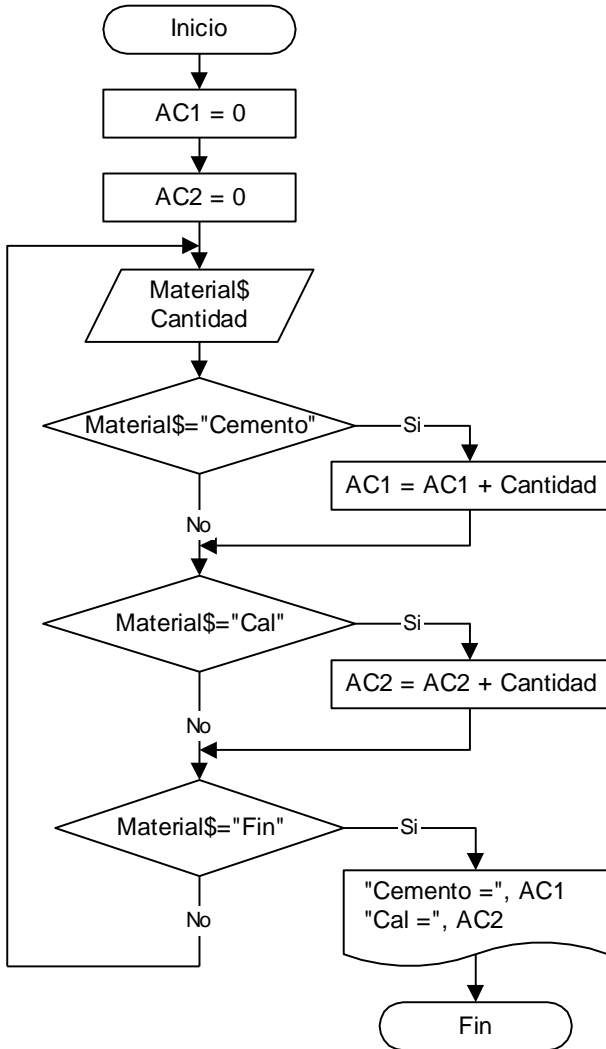 Inicio
AC1 = 0
AC2 = 0
Material$
Cantidad
Material$="Cemento"
Si
AC1 = AC1 + Cantidad
No
Material$="Cal"
Si
AC2 = AC2 + Cantidad
No
Material$="Fin"
Si
"Cemento =", AC1
"Cal =", AC2
No
Fin